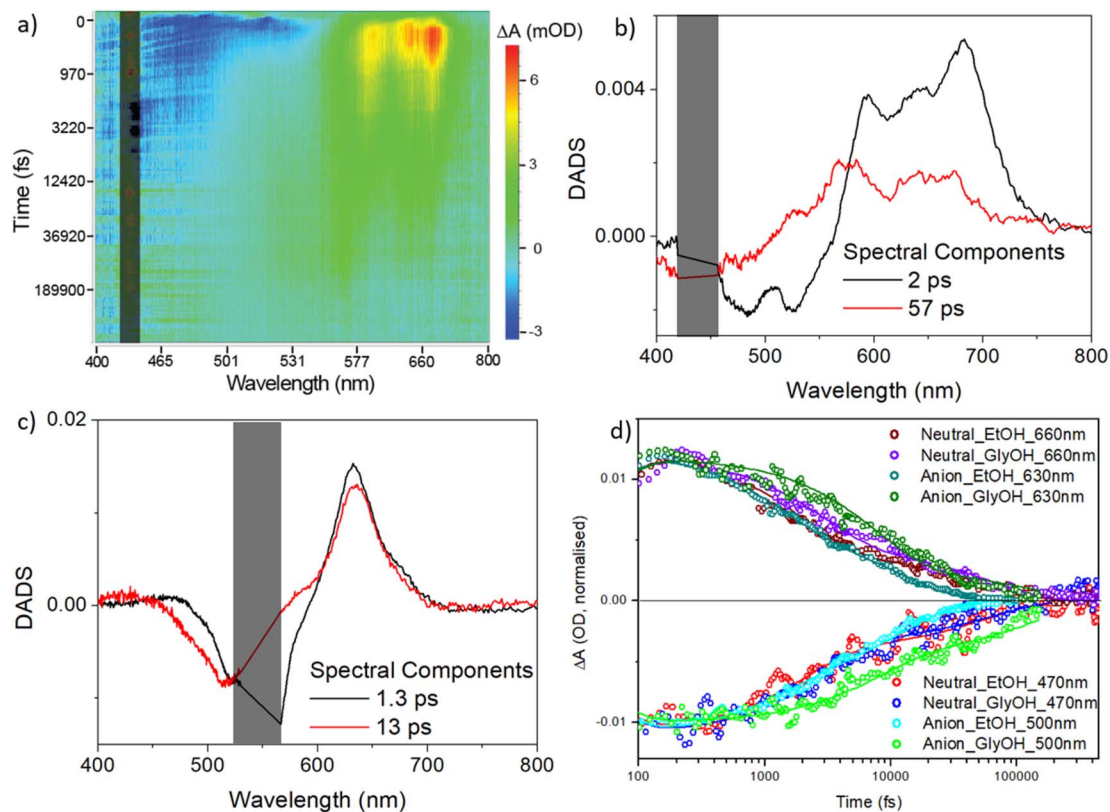 a)
ΔA (mOD)
0
970
3220
12420
36920
189900
Time (fs)
400 465 501 531 577 660 800
Wavelength (nm)
6
3
0
-3
b)
0.004
0.000
DADS
Spectral Components
2 ps
57 ps
400 500 600 700 800
Wavelength (nm)
c)
0.02
0.00
DADS
Spectral Components
1.3 ps
13 ps
400 500 600 700 800
Wavelength (nm)
d)
0.01
0.00
-0.01
ΔA (OD, normalised)
Neutral_EtOH_660nm
Neutral_GlyOH_660nm
Anion_EtOH_630nm
Anion_GlyOH_630nm
Neutral_EtOH_470nm
Neutral_GlyOH_470nm
Anion_EtOH_500nm
Anion_GlyOH_500nm
100 1000 10000 100000
Time (fs)